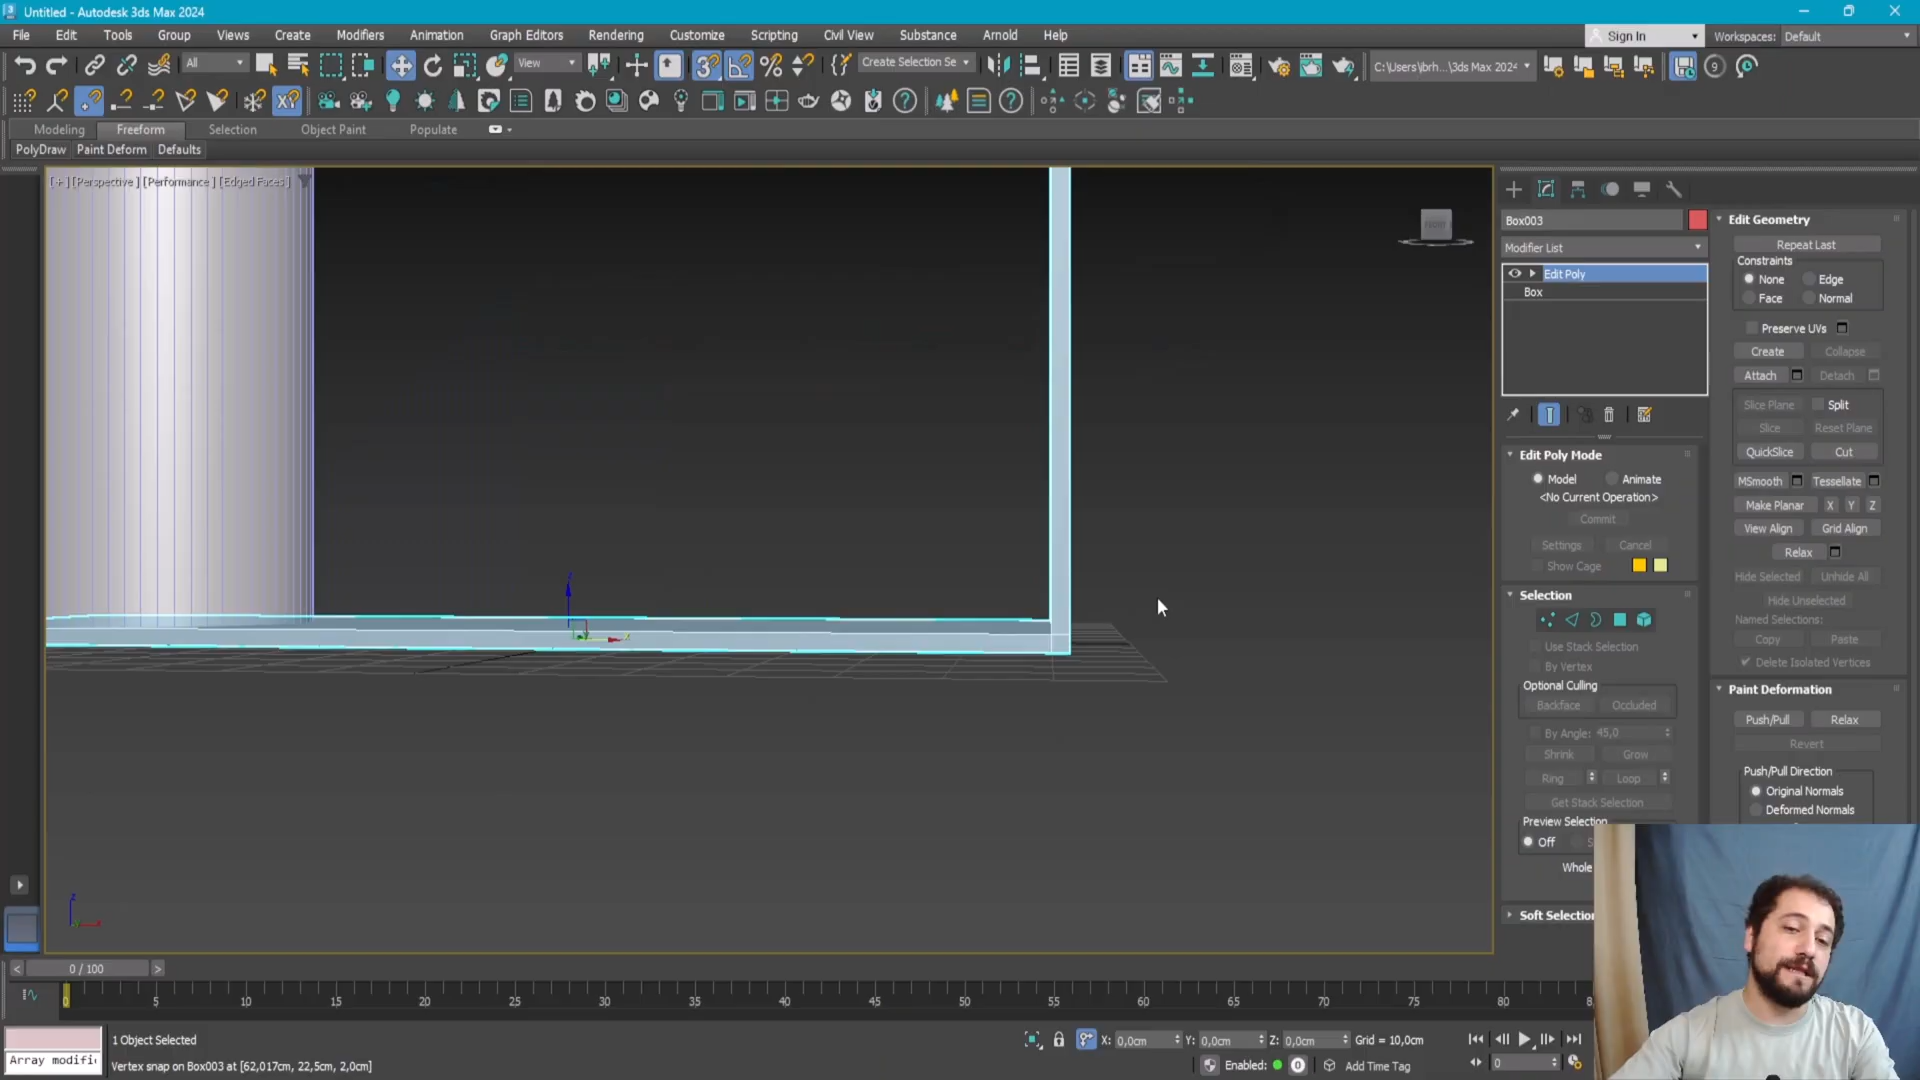 Untitled - Autodesk 3ds Max 2024
File Edit Tools Group Views Create Modifiers Animation Graph Editors Rendering Customize Scripting Civil View Substance Arnold Help
Sign In Workspaces: Default
All View Create Selection Se C:\Users\brh...\3ds Max 2024
Modeling Freeform Selection Object Paint Populate
PolyDraw Paint Deform Defaults
[+][Perspective][Performance][Edged Faces]
Box003
Modifier List
Edit Poly
Box
Edit Poly Mode
Model Animate
<No Current Operation>
Commit
Settings Cancel
Show Cage
Selection
Use Stack Selection
By Vertex
Optional Culling
Backface Occluded
By Angle: 45,0
Shrink Grow
Ring Loop
Get Stack Selection
Preview Selection
Off S
Whole
Soft Selection
Edit Geometry
Repeat Last
Constraints
None Edge
Face Normal
Preserve UVs
Create Collapse
Attach Detach
Slice Plane Split
Slice Reset Plane
QuickSlice Cut
MSmooth Tessellate
Make Planar X Y Z
View Align Grid Align
Relax
Hide Selected Unhide All
Hide Unselected
Named Selections:
Copy Paste
Delete Isolated Vertices
Paint Deformation
Push/Pull Relax
Revert
Push/Pull Direction
Original Normals
Deformed Normals
< 0 / 100 >
0 5 10 15 20 25 30 35 40 45 50 55 60 65 70 75 80 8
1 Object Selected X: 0,0cm Y: 0,0cm Z: 0,0cm Grid = 10,0cm
Array modifi
Vertex snap on Box003 at [62,017cm, 22,5cm, 2,0cm] Enabled: 0 Add Time Tag 0